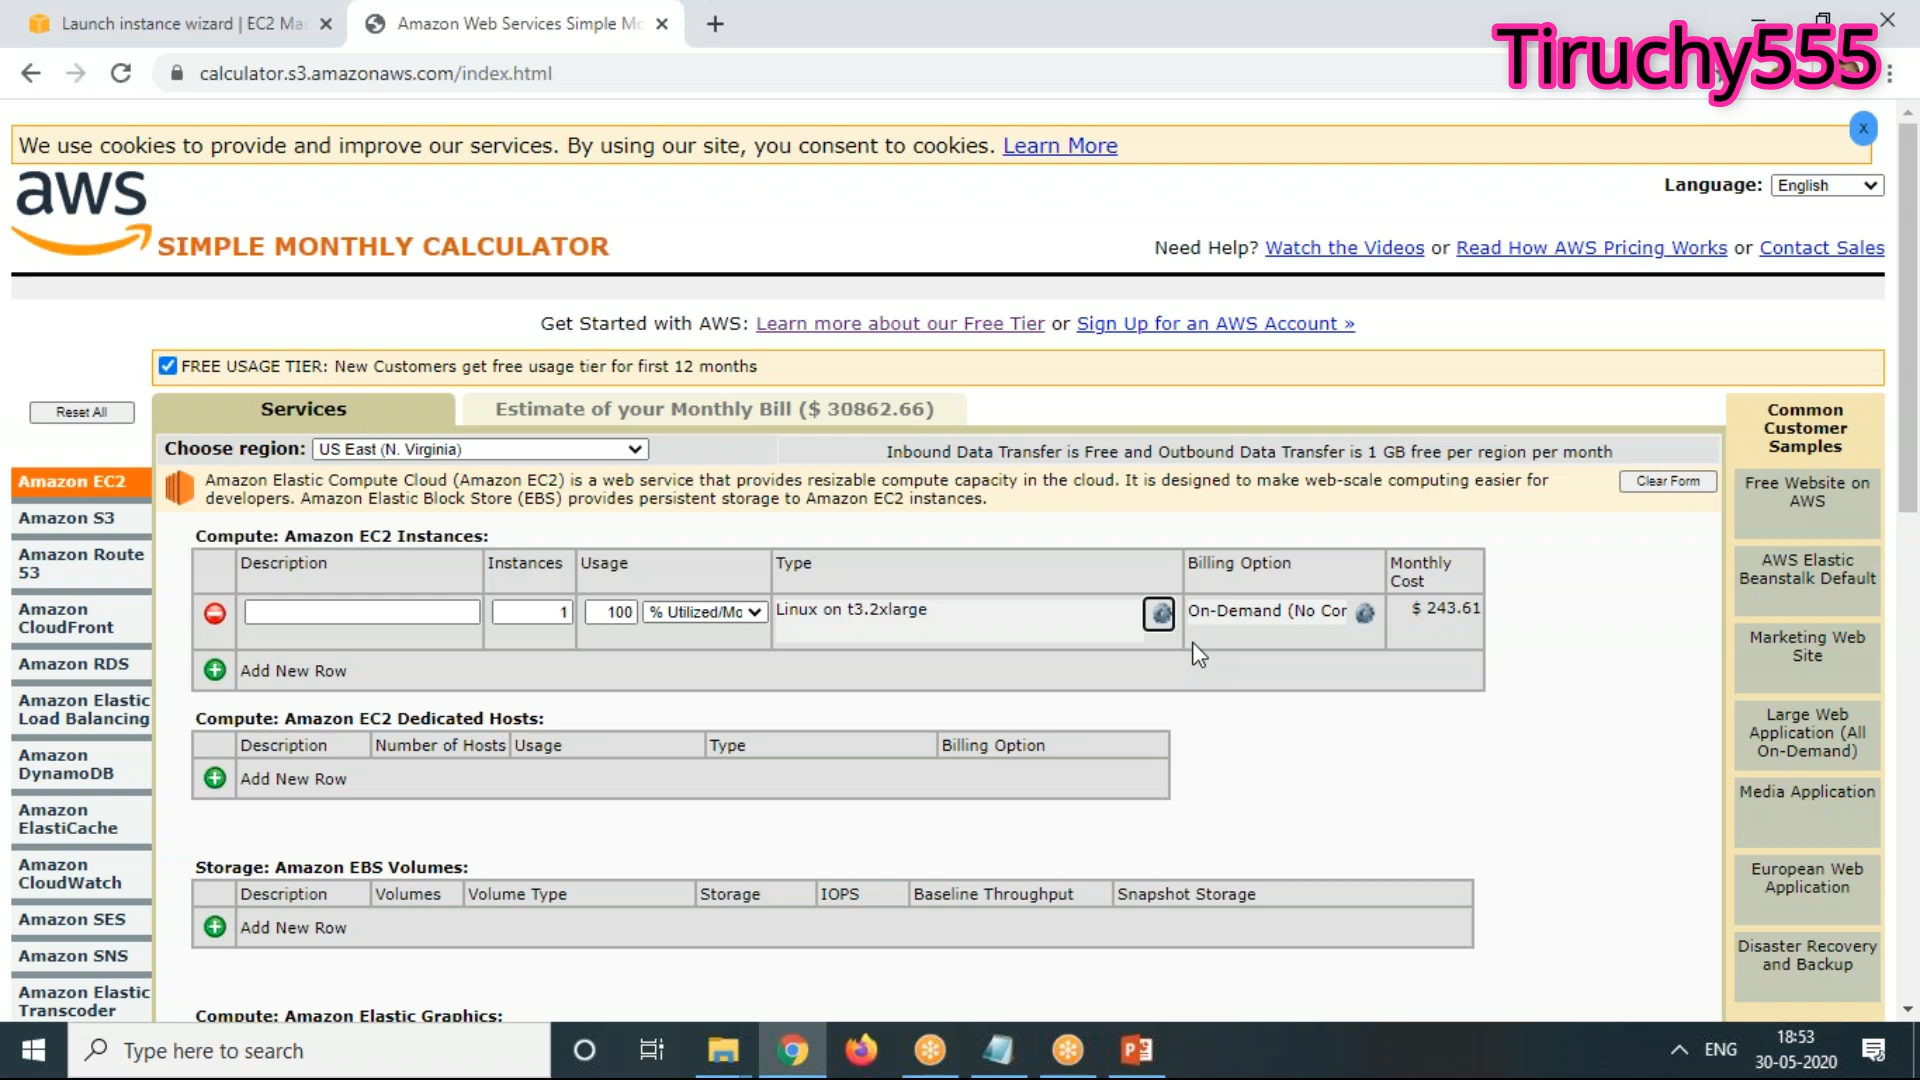 Launch instance wizard | EC2 Ma
Amazon Web Services Simple Mo
Tiruchy555
calculator.s3.amazonaws.com/index.html
We use cookies to provide and improve our services. By using our site, you consent to cookies. Learn More
x
aws
Language: English
SIMPLE MONTHLY CALCULATOR
Need Help? Watch the Videos or Read How AWS Pricing Works or Contact Sales
Get Started with AWS: Learn more about our Free Tier or Sign Up for an AWS Account »
FREE USAGE TIER: New Customers get free usage tier for first 12 months
Reset All
Services
Estimate of your Monthly Bill ($ 30862.66)
Choose region: US East (N. Virginia)
Inbound Data Transfer is Free and Outbound Data Transfer is 1 GB free per region per month
Amazon Elastic Compute Cloud (Amazon EC2) is a web service that provides resizable compute capacity in the cloud. It is designed to make web-scale computing easier for
developers. Amazon Elastic Block Store (EBS) provides persistent storage to Amazon EC2 instances.
Clear Form
Compute: Amazon EC2 Instances:
Description Instances Usage Type Billing Option Monthly
Cost
1 100 % Utilized/Mo Linux on t3.2xlarge On-Demand (No Cor $ 243.61
Add New Row
Compute: Amazon EC2 Dedicated Hosts:
Description Number of Hosts Usage Type Billing Option
Add New Row
Storage: Amazon EBS Volumes:
Description Volumes Volume Type Storage IOPS Baseline Throughput Snapshot Storage
Add New Row
Compute: Amazon Elastic Graphics:
Amazon EC2
Amazon S3
Amazon Route
53
Amazon
CloudFront
Amazon RDS
Amazon Elastic
Load Balancing
Amazon
DynamoDB
Amazon
ElastiCache
Amazon
CloudWatch
Amazon SES
Amazon SNS
Amazon Elastic
Transcoder
Common
Customer
Samples
Free Website on
AWS
AWS Elastic
Beanstalk Default
Marketing Web
Site
Large Web
Application (All
On-Demand)
Media Application
European Web
Application
Disaster Recovery
and Backup
Type here to search
ENG
18:53
30-05-2020